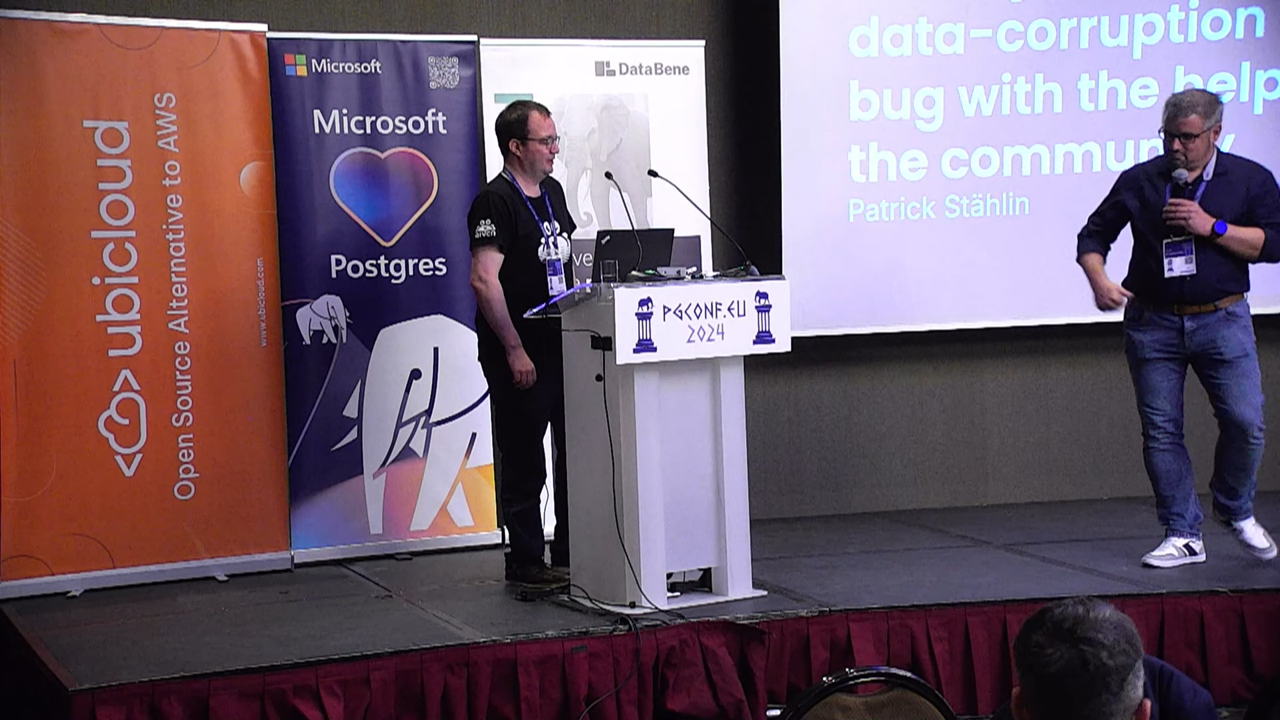 <> ubicloud
Open Source Alternative to AWS
www.ubicloud.com
Microsoft
Microsoft
Postgres
DataBene
aiven
PGCONF.EU
2024
data-corruption
bug with the help
the community
Patrick Stählin